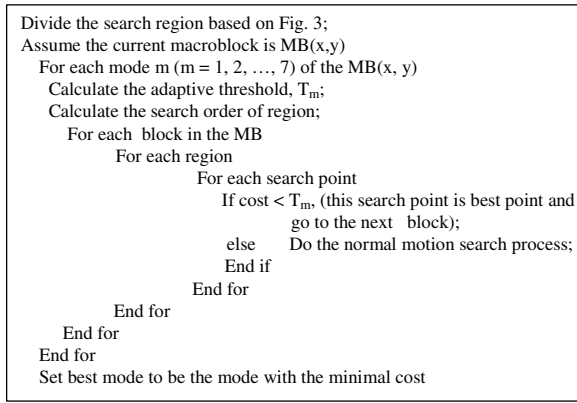 Divide the search region based on Fig. 3;
Assume the current macroblock is MB(x,y)
For each mode m (m = 1, 2, …, 7) of the MB(x, y)
Calculate the adaptive threshold, Tm;
Calculate the search order of region;
For each block in the MB
For each region
For each search point
If cost < Tm, (this search point is best point and
go to the next block);
else Do the normal motion search process;
End if
End for
End for
End for
End for
Set best mode to be the mode with the minimal cost